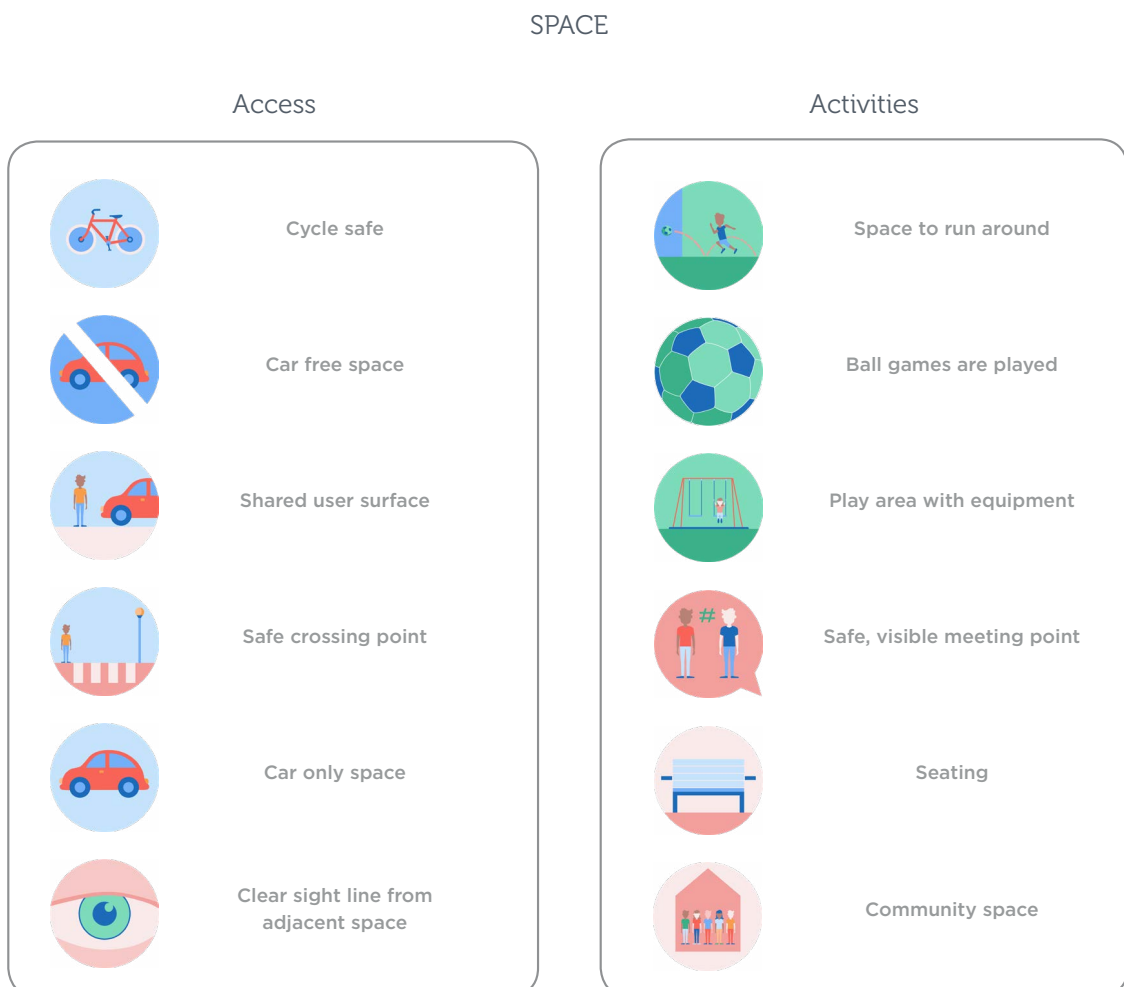 SPACE
Access
Cycle safe
Car free space
Shared user surface
Safe crossing point
Car only space
Clear sight line from
adjacent space
Activities
Space to run around
Ball games are played
Play area with equipment
#
Safe, visible meeting point
Seating
Community space